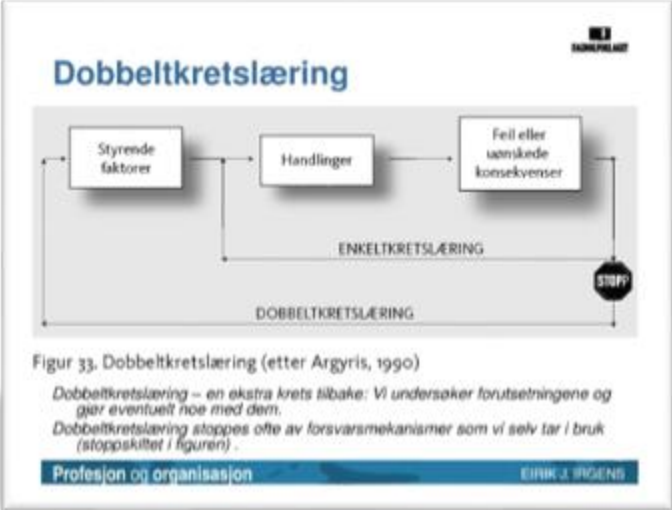 FAGBOKFORLAGET
Dobbeltkretslæring
Styrende
faktorer
Handlinger
Feil eller
uønskede
konsekvenser
ENKELTKRETSLÆRING
STOPP
DOBBELTKRETSLÆRING
Figur 33. Dobbeltkretslæring (etter Argyris, 1990)
Dobbeltkretslæring – en ekstra krets tilbake: Vi undersøker forutsetningene og
gjør eventuelt noe med dem.
Dobbeltkretslæring stoppes ofte av forsvarsmekanismer som vi selv tar i bruk
(stoppskiltet i figuren) .
Profesjon og organisasjon
EIRIK J. IRGENS